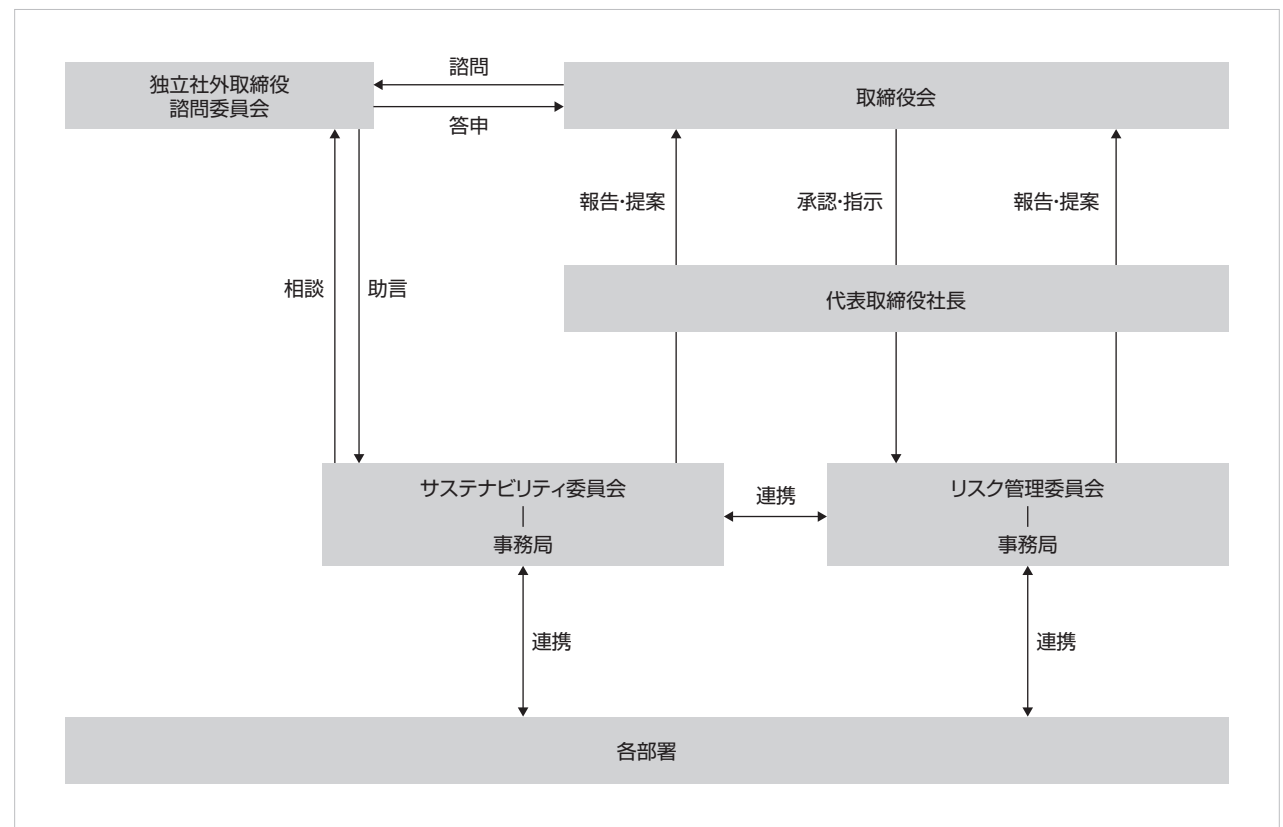 独立社外取締役
諮問委員会
諮問
答申
取締役会
報告・提案
承認・指示
報告・提案
相談
助言
代表取締役社長
サステナビリティ委員会
事務局
連携
リスク管理委員会
事務局
連携
連携
各部署